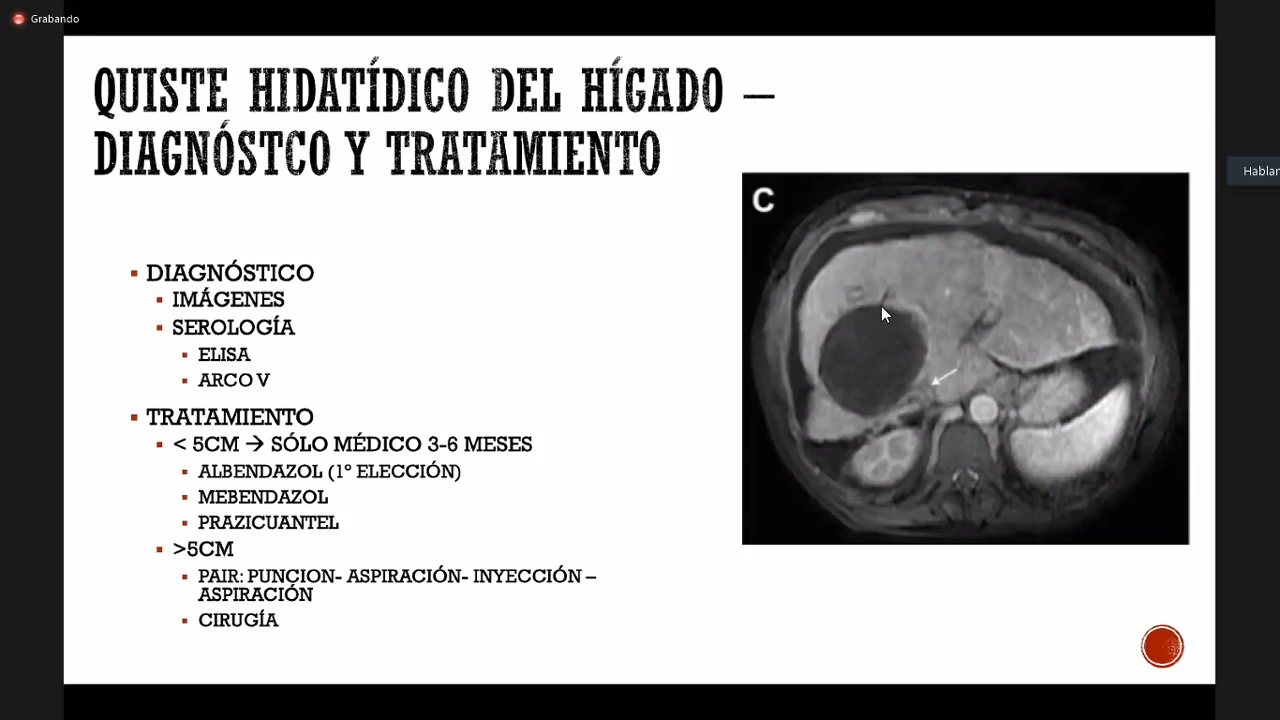 Grabando
QUISTE HIDATÍDICO DEL HÍGADO –
DIAGNÓSTCO Y TRATAMIENTO
Hablar
C
▪ DIAGNÓSTICO
▪ IMÁGENES
▪ SEROLOGÍA
▪ ELISA
▪ ARCO V
▪ TRATAMIENTO
▪ < 5CM → SÓLO MÉDICO 3-6 MESES
▪ ALBENDAZOL (1° ELECCIÓN)
▪ MEBENDAZOL
▪ PRAZICUANTEL
▪ >5CM
▪ PAIR: PUNCION- ASPIRACIÓN- INYECCIÓN –
ASPIRACIÓN
▪ CIRUGÍA